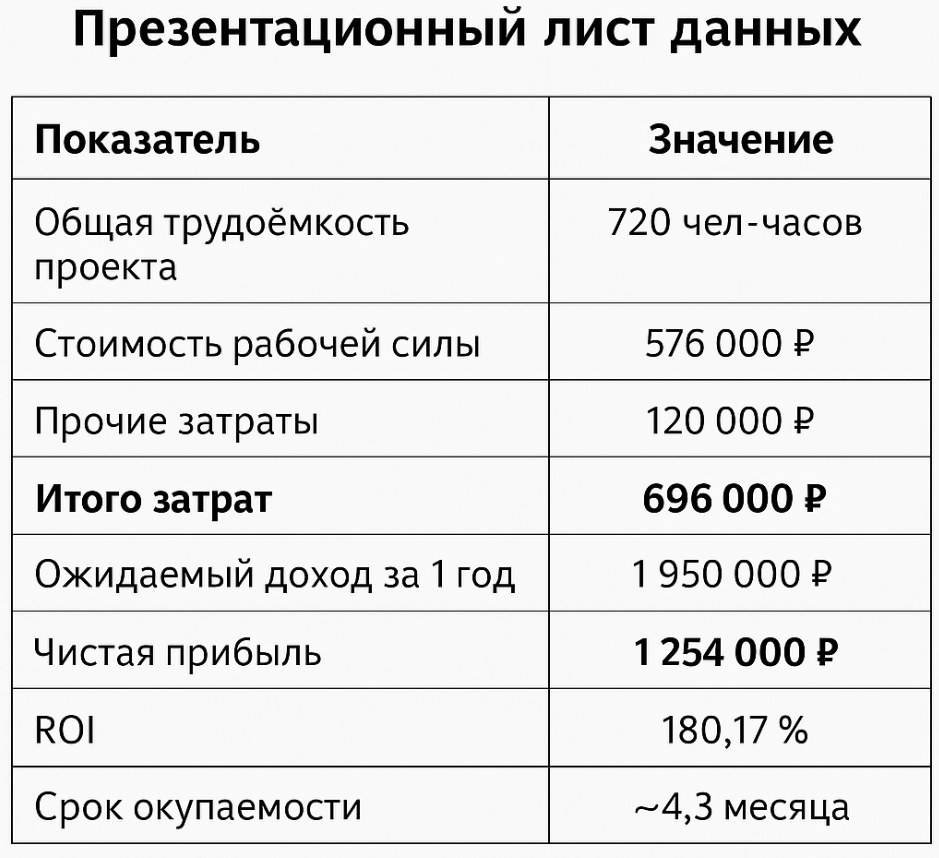 Презентационный лист данных
Показатель
Значение
Общая трудоёмкость
проекта
720 чел-часов
Стоимость рабочей силы
576 000 ₽
Прочие затраты
120 000 ₽
Итого затрат
696 000 ₽
Ожидаемый доход за 1 год
1 950 000 ₽
Чистая прибыль
1 254 000 ₽
ROI
180,17 %
Срок окупаемости
~4,3 месяца